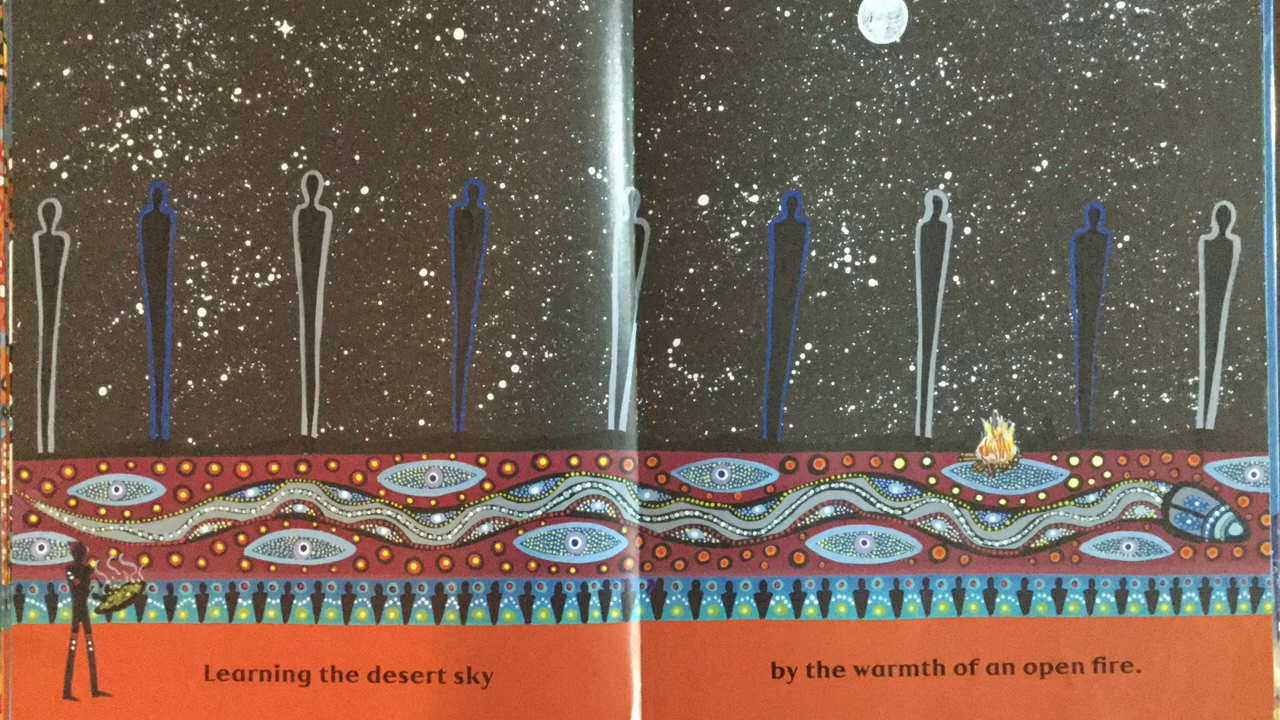 Learning the desert sky
by the warmth of an open fire.